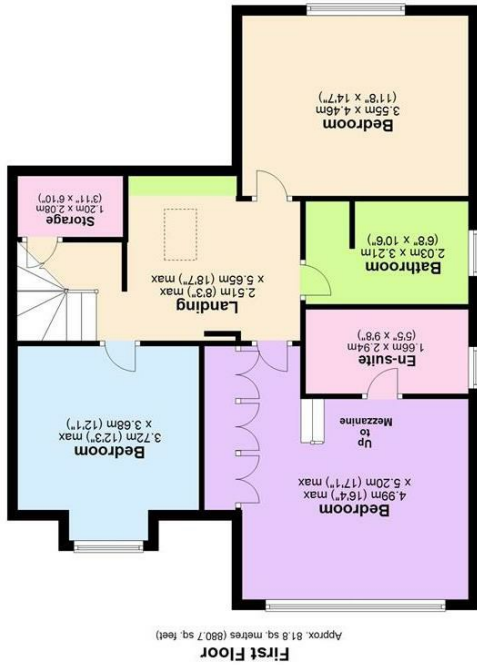 First Floor
Approx. 81.8 sq. metres (880.7 sq. feet)
Bedroom
4.99m (16'4") max
x 5.20m (17'1") max
Up
to
Mezzanine
Bedroom
3.72m (12'3") max
x 3.68m (12'1")
En-suite
1.66m x 2.94m
(5'5" x 9'8")
Landing
2.51m (8'3") max
x 5.65m (18'7") max
Bathroom
2.03m x 3.21m
(6'8" x 10'6")
Storage
1.20m x 2.08m
(3'11" x 6'10")
Bedroom
3.55m x 4.46m
(11'8" x 14'7")